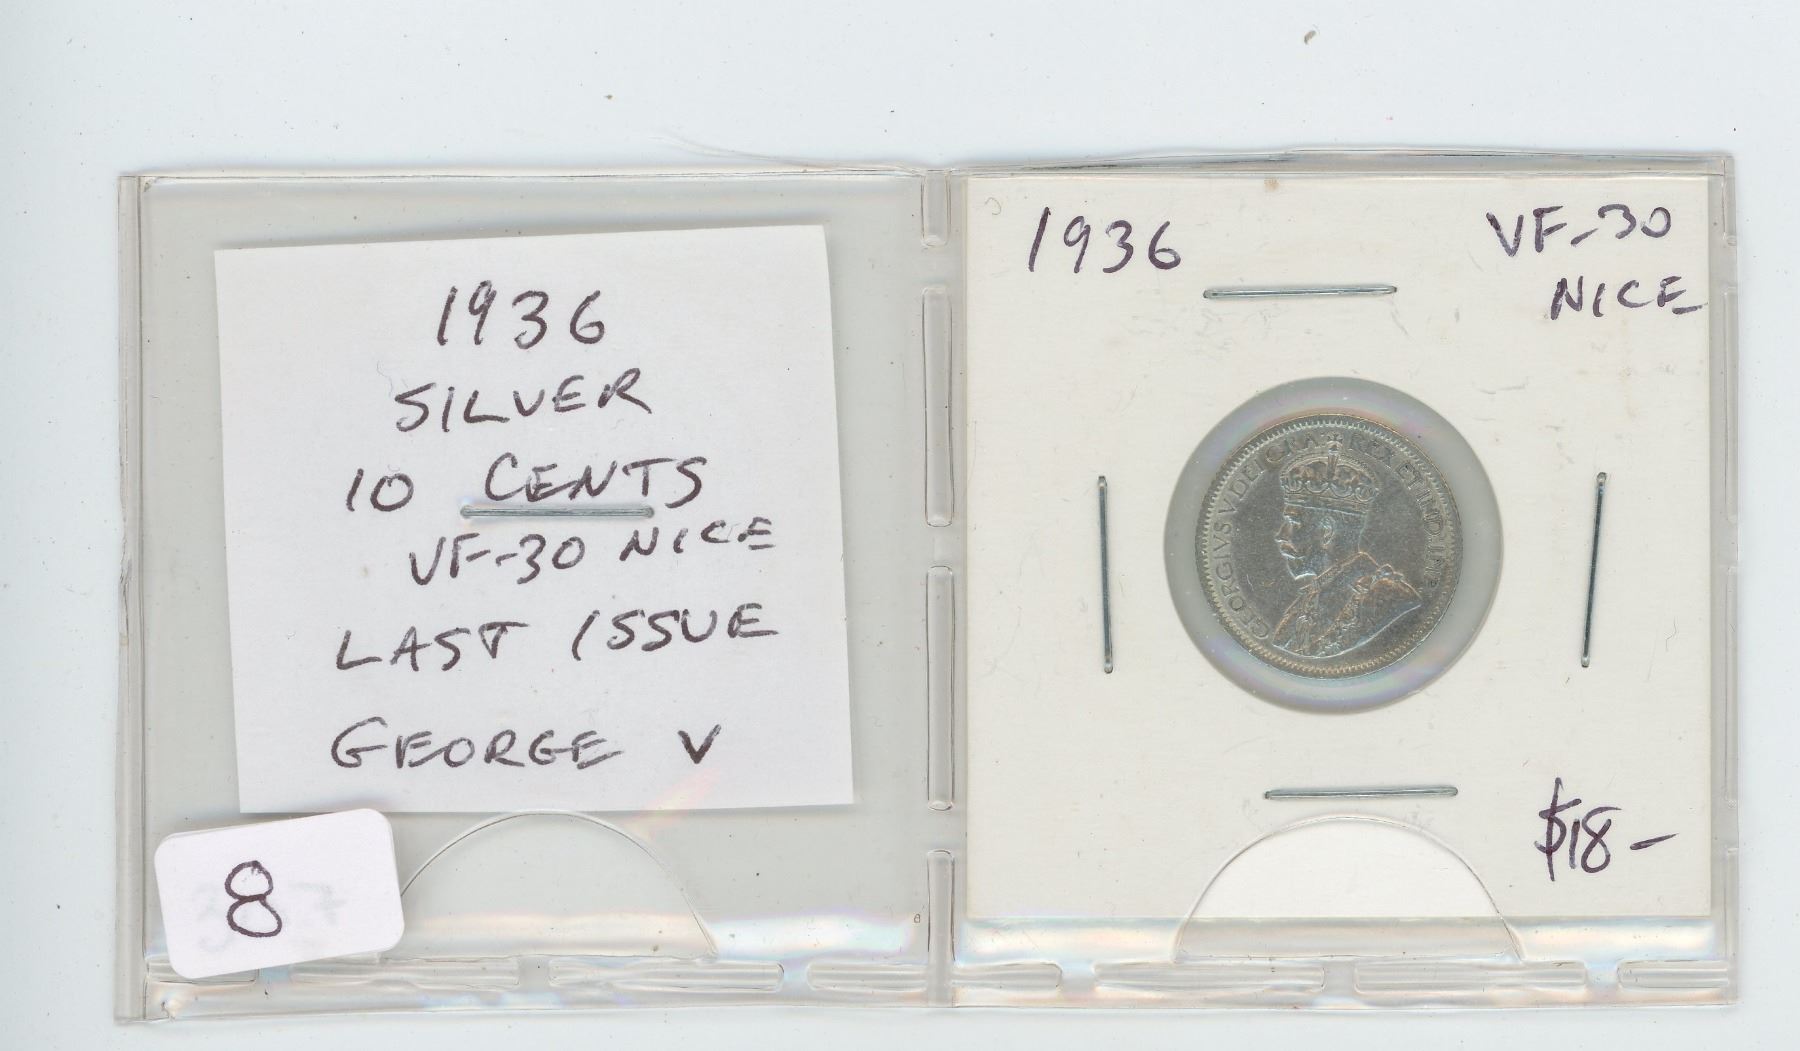 1936
SILVER
10 CENTS
VF-30 NICE
LAST ISSUE
GEORGE V
8
1936
VF-30
NICE
GEORGIVS V DEI GRA: REX ET IND: IMP:
$18-